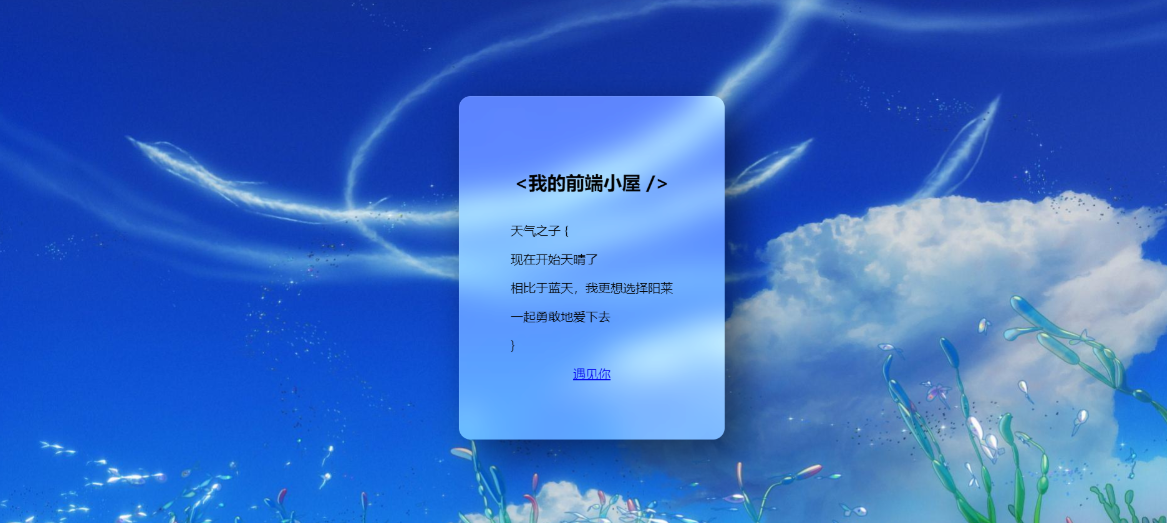 <我的前端小屋 />
天气之子 {
现在开始天晴了
相比于蓝天，我更想选择阳莱
一起勇敢地爱下去
}
遇见你